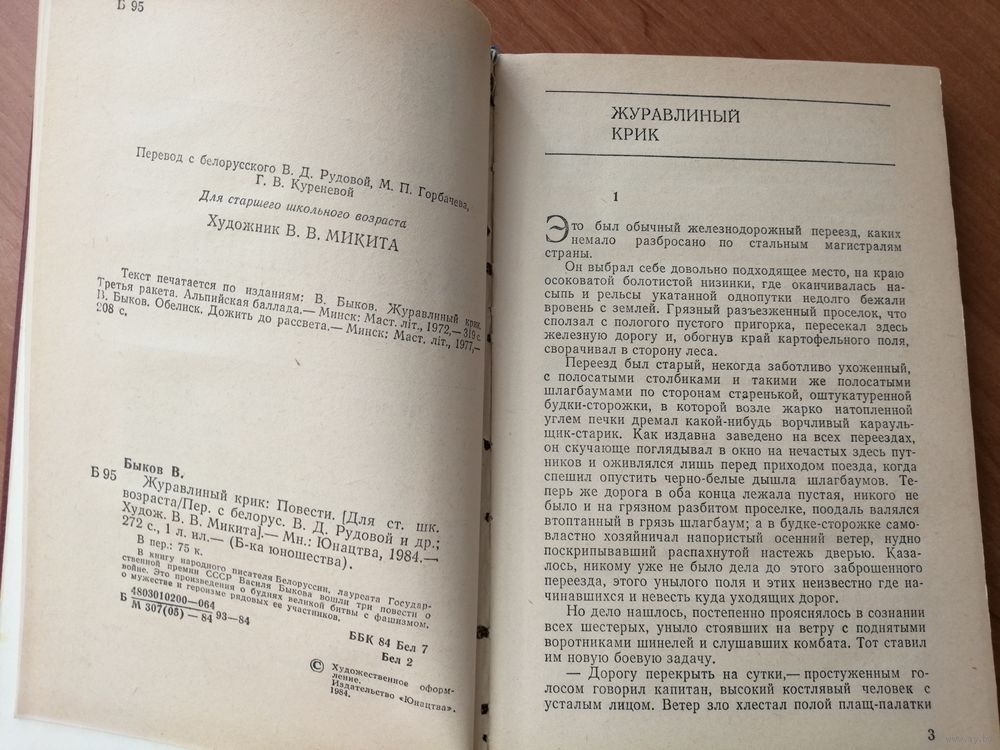 Б 95
Перевод с белорусского В. Д. Рудовой, М. П. Горбачева,
Г. В. Куреневой
Для старшего школьного возраста
Художник В. В. МИКИТА
Текст печатается по изданиям: В. Быков. Журавлиный крик.
Третья ракета. Альпийская баллада.— Минск: Маст. літ., 1972,— 319 с.
В. Быков. Обелиск. Дожить до рассвета.— Минск: Маст. літ., 1977,—
208 с.
Быков В.
Б 95
Журавлиный крик: Повести. [Для ст. шк.
возраста/Пер. с белорус. В. Д. Рудовой и др.;
Худож. В. В. Микита].— Мн.: Юнацтва, 1984.—
272 с., 1 л. ил.— (Б-ка юношества).
В пер.: 75 к.
В книгу народного писателя Белоруссии, лауреата Государ-
ственной премии СССР Василя Быкова вошли три повести о
войне. Это произведения о буднях великой битвы с фашизмом,
о мужестве и героизме рядовых ее участников.
Б 4803010200—064
М 307(05) — 84 93—84
ББК 84 Бел 7
Бел 2
© Художественное оформ-
ление.
Издательство «Юнацтва».
1984.
ЖУРАВЛИНЫЙ
КРИК
1
Это был обычный железнодорожный переезд, каких
немало разбросано по стальным магистралям
страны.
Он выбрал себе довольно подходящее место, на краю
осоковатой болотистой низинки, где оканчивалась на-
сыпь и рельсы укатанной однопутки недолго бежали
вровень с землей. Грязный разъезженный проселок, что
сползал с пологого пустого пригорка, пересекал здесь
железную дорогу и, обогнув край картофельного поля,
сворачивал в сторону леса.
Переезд был старый, некогда заботливо ухоженный,
с полосатыми столбиками и такими же полосатыми
шлагбаумами по сторонам старенькой, оштукатуренной
будки-сторожки, в которой возле жарко натопленной
углем печки дремал какой-нибудь ворчливый карауль-
щик-старик. Как издавна заведено на всех переездах,
он скучающе поглядывал в окно на нечастых здесь пут-
ников и оживлялся лишь перед приходом поезда, когда
спешил опустить черно-белые дышла шлагбаумов. Те-
перь же дорога в оба конца лежала пустая, никого не
было и на грязном разбитом проселке, поодаль валялся
втоптанный в грязь шлагбаум; а в будке-сторожке само-
властно хозяйничал напористый осенний ветер, нудно
поскрипывавший распахнутой настежь дверью. Каза-
лось, никому уже не было дела до этого заброшенного
переезда, этого унылого поля и этих неизвестно где на-
чинавшихся и невесть куда уходящих дорог.
Но дело нашлось, постепенно прояснялось в сознании
всех шестерых, уныло стоявших на ветру с поднятыми
воротниками шинелей и слушавших комбата. Тот ставил
им новую боевую задачу.
— Дорогу перекрыть на сутки,— простуженным го-
лосом говорил капитан, высокий костлявый человек с
усталым лицом. Ветер зло хлестал полой плащ-палатки
3